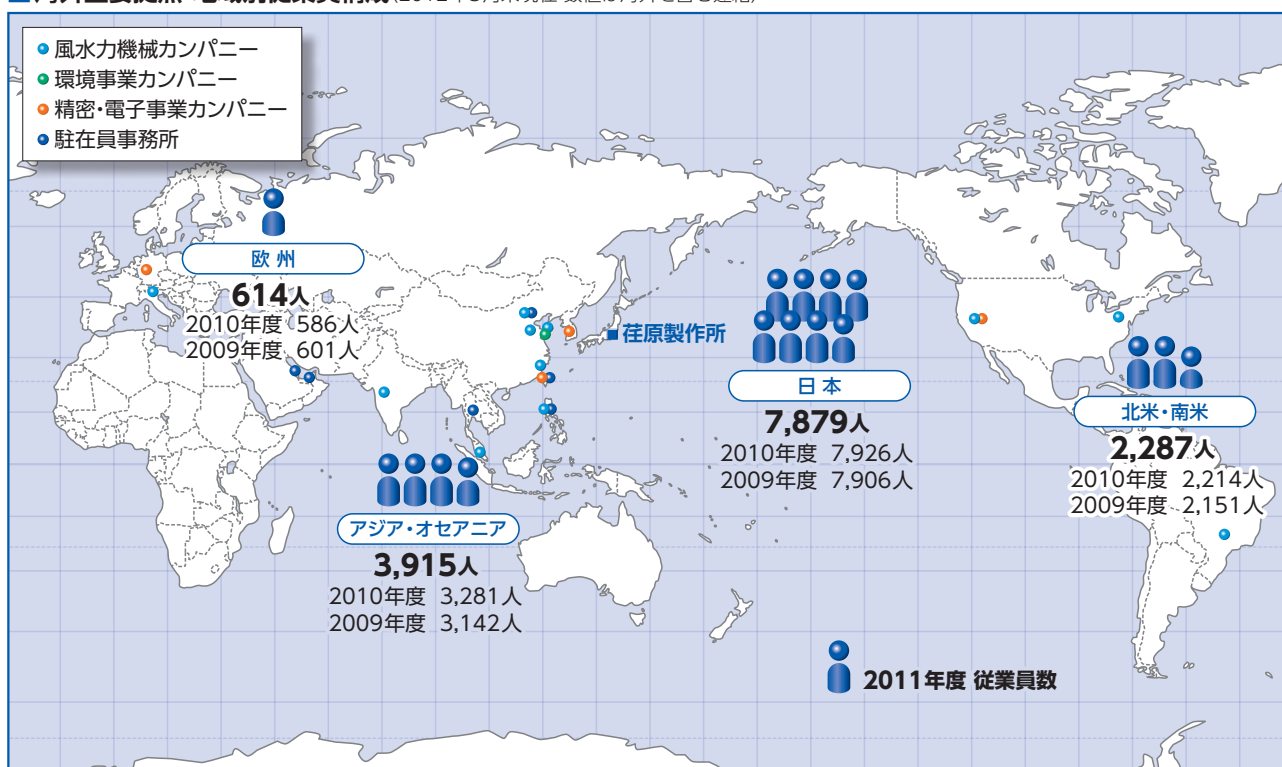 風水力機械カンパニー
環境事業カンパニー
精密・電子事業カンパニー
駐在員事務所
欧州
614人
2010年度 586人
2009年度 601人
荏原製作所
日本
7,879人
2010年度 7,926人
2009年度 7,906人
北米・南米
2,287人
2010年度 2,214人
2009年度 2,151人
アジア・オセアニア
3,915人
2010年度 3,281人
2009年度 3,142人
2011年度 従業員数